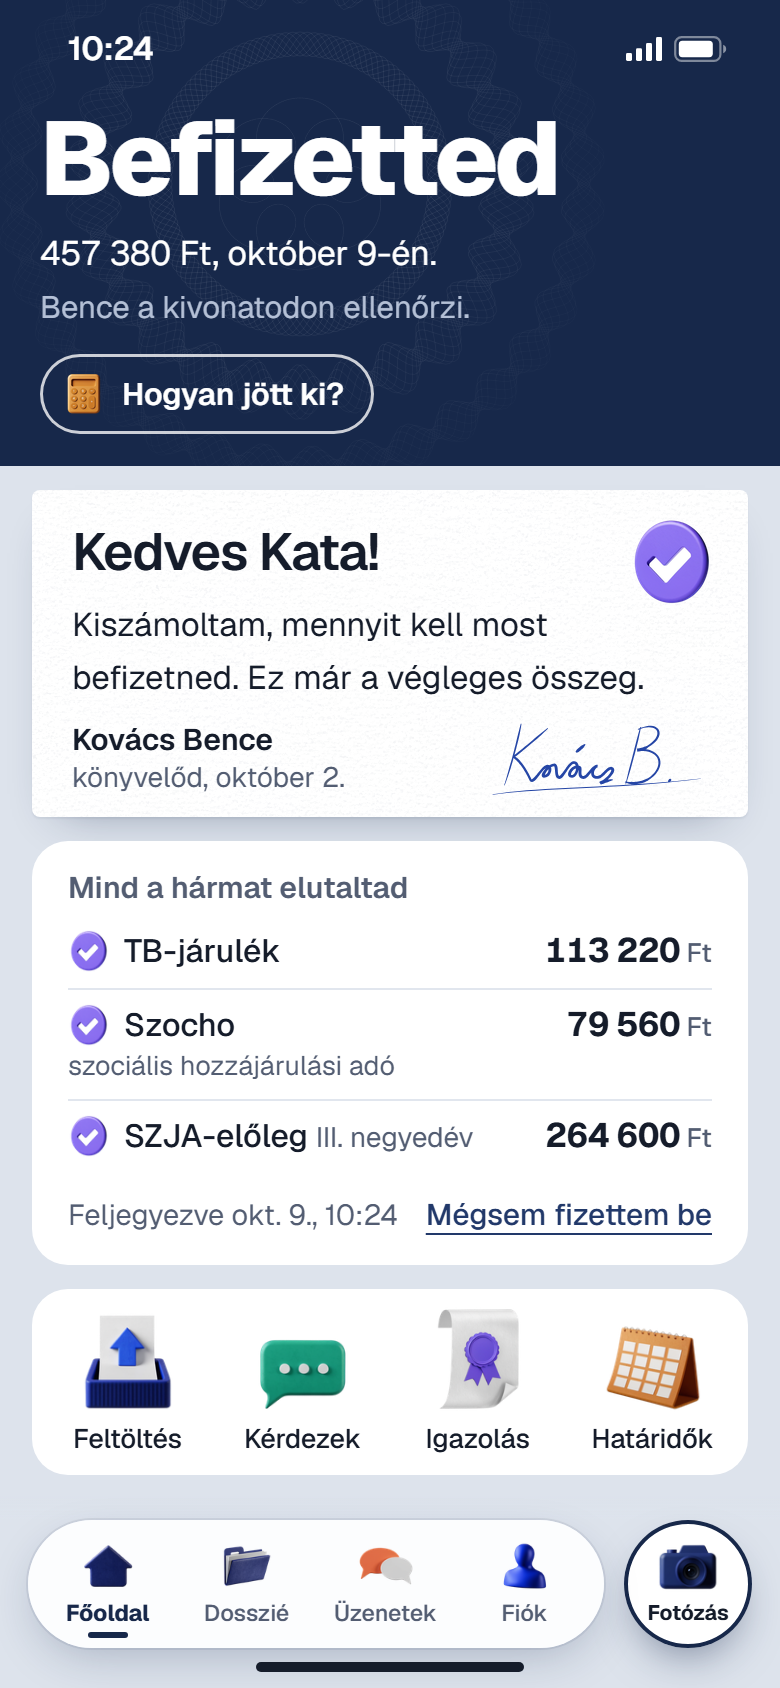 10:24
Befizetted
457 380 Ft, október 9-én.
Bence a kivonatodon ellenőrzi.
Hogyan jött ki?
Kedves Kata!
Kiszámoltam, mennyit kell most
befizetned. Ez már a végleges összeg.
Kovács Bence
könyvelőd, október 2.
Kovács B.
Mind a hármat elutaltad
TB-járulék 113 220 Ft
Szocho 79 560 Ft
szociális hozzájárulási adó
SZJA-előleg III. negyedév 264 600 Ft
Feljegyezve okt. 9., 10:24 Mégsem fizettem be
Feltöltés Kérdezek Igazolás Határidők
Főoldal Dosszié Üzenetek Fiók Fotózás